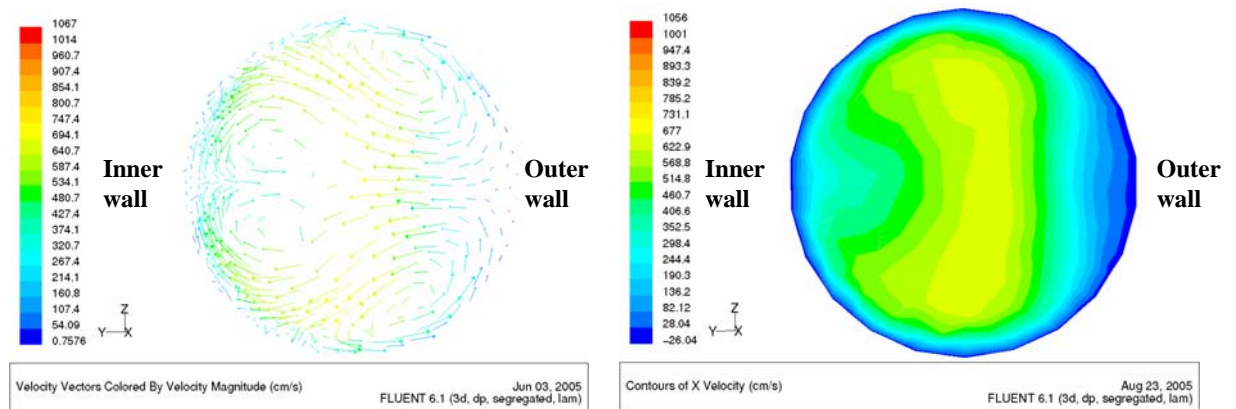 1067
1014
960.7
907.4
854.1
800.7
747.4
694.1
640.7
587.4
534.1
480.7
427.4
374.1
320.7
267.4
214.1
160.8
107.4
54.09
0.7576
Inner
wall
Outer
wall
Z
Y X
Velocity Vectors Colored By Velocity Magnitude (cm/s)
Jun 03, 2005
FLUENT 6.1 (3d, dp, segregated, lam)
1056
1001
947.4
893.3
839.2
785.2
731.1
677
622.9
568.8
514.8
460.7
406.6
352.5
298.4
244.4
190.3
136.2
82.12
28.04
-26.04
Inner
wall
Outer
wall
Z
Y X
Contours of X Velocity (cm/s)
Aug 23, 2005
FLUENT 6.1 (3d, dp, segregated, lam)